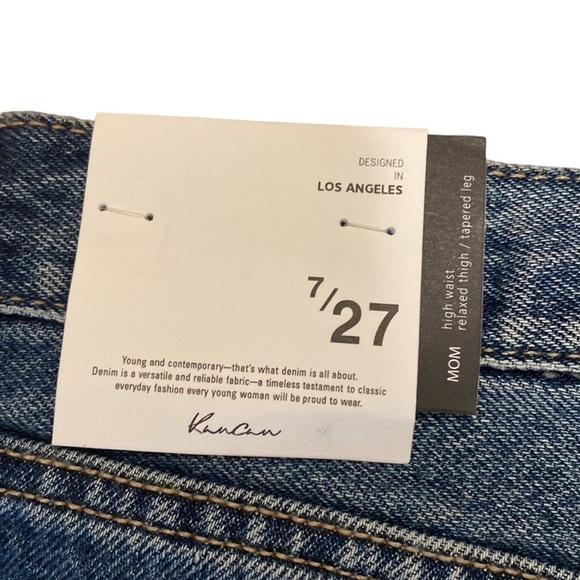 DESIGNED
IN
LOS ANGELES
7/27
Young and contemporary—that's what denim is all about.
Denim is a versatile and reliable fabric—a timeless testament to classic
everyday fashion every young woman will be proud to wear.
KanCan
MOM
high waist
relaxed thigh / tapered leg